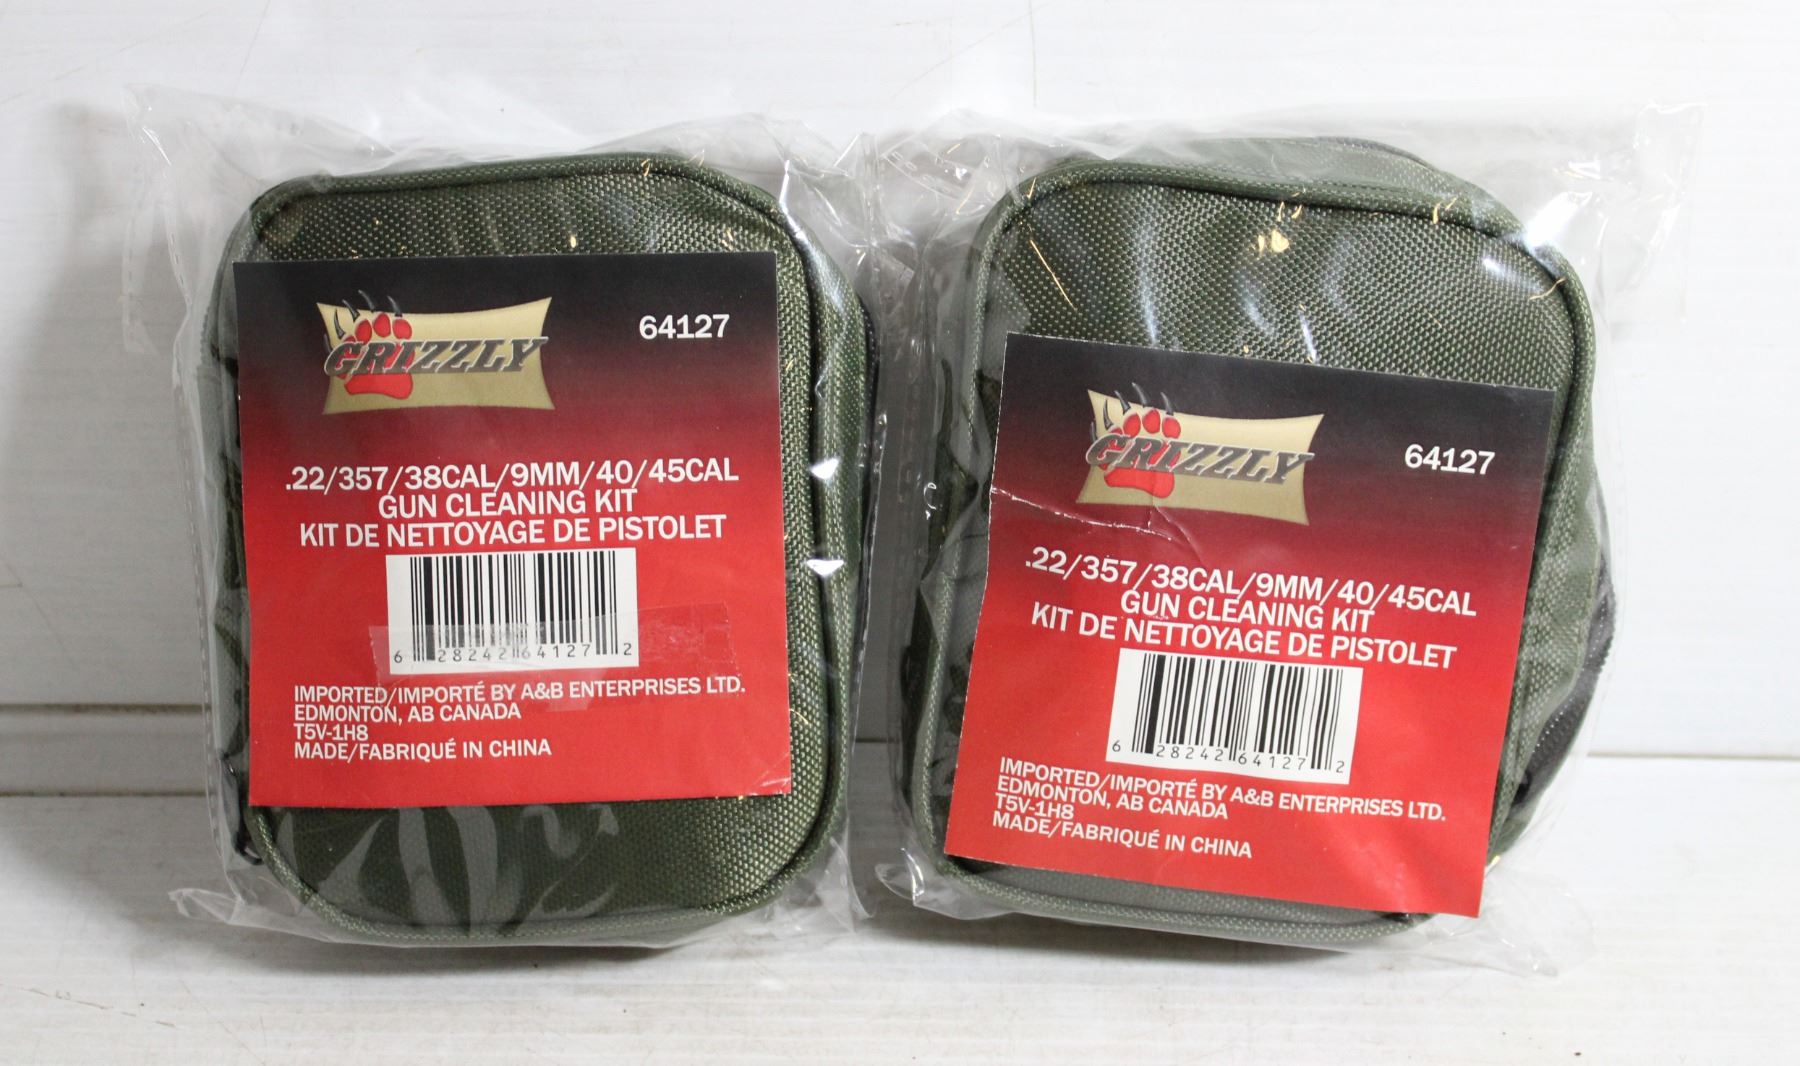 GRIZZLY
64127
.22/357/38CAL/9MM/40/45CAL
GUN CLEANING KIT
KIT DE NETTOYAGE DE PISTOLET
6 28242 64127 2
IMPORTED/IMPORTÉ BY A&B ENTERPRISES LTD.
EDMONTON, AB CANADA
T5V-1H8
MADE/FABRIQUÉ IN CHINA
GRIZZLY
64127
.22/357/38CAL/9MM/40/45CAL
GUN CLEANING KIT
KIT DE NETTOYAGE DE PISTOLET
6 28242 64127 2
IMPORTED/IMPORTÉ BY A&B ENTERPRISES LTD.
EDMONTON, AB CANADA
T5V-1H8
MADE/FABRIQUÉ IN CHINA